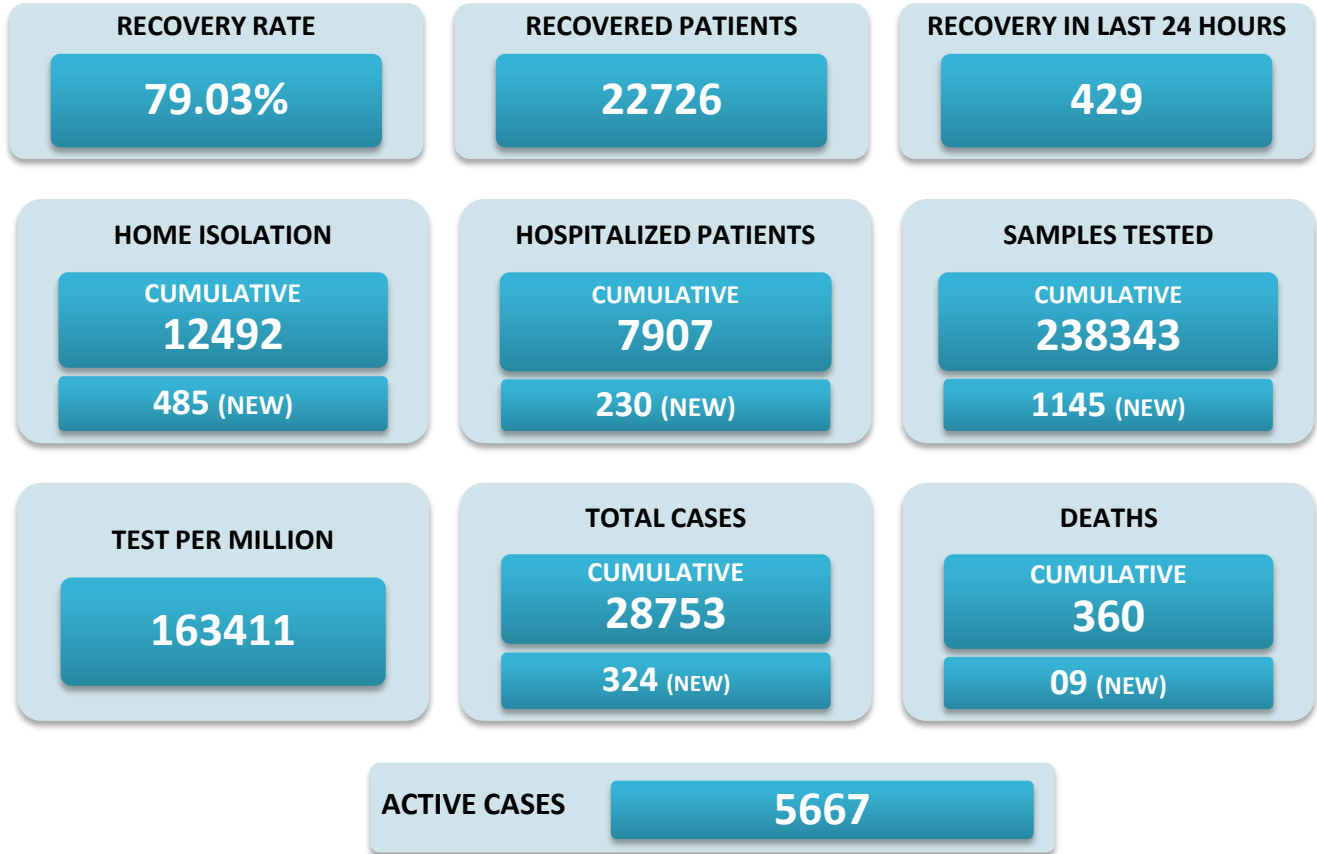 RECOVERY RATE
79.03%
RECOVERED PATIENTS
22726
RECOVERY IN LAST 24 HOURS
429
HOME ISOLATION
CUMULATIVE
12492
485 (NEW)
HOSPITALIZED PATIENTS
CUMULATIVE
7907
230 (NEW)
SAMPLES TESTED
CUMULATIVE
238343
1145 (NEW)
TEST PER MILLION
163411
TOTAL CASES
CUMULATIVE
28753
324 (NEW)
DEATHS
CUMULATIVE
360
09 (NEW)
ACTIVE CASES
5667